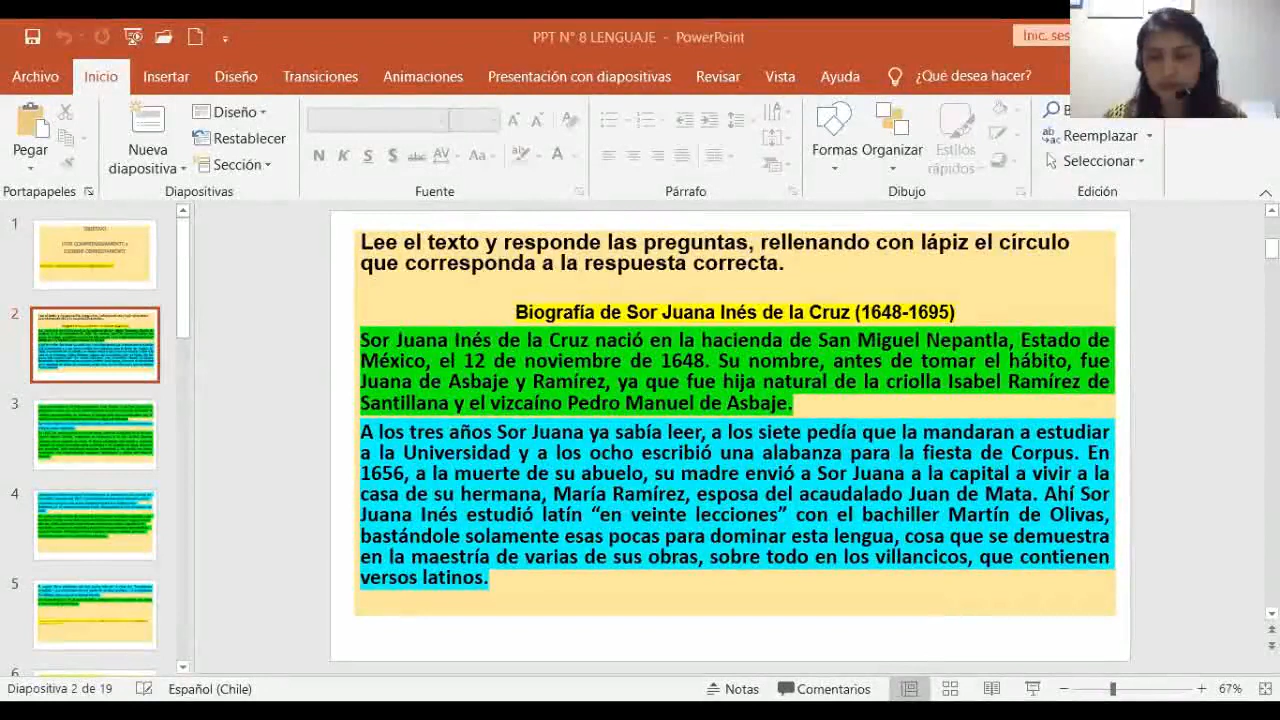 PPT N° 8 LENGUAJE - PowerPoint
Inic. ses
Archivo Inicio Insertar Diseño Transiciones Animaciones Presentación con diapositivas Revisar Vista Ayuda ¿Qué desea hacer?
Pegar
Nueva diapositiva
Diseño
Restablecer
Sección
N K S S abc AV Aa A
Formas Organizar Estilos rápidos
B
Reemplazar
Seleccionar
Portapapeles Diapositivas Fuente Párrafo Dibujo Edición
1
2
3
4
5
6
Lee el texto y responde las preguntas, rellenando con lápiz el círculo
que corresponda a la respuesta correcta.
Biografía de Sor Juana Inés de la Cruz (1648-1695)
Sor Juana Inés de la Cruz nació en la hacienda de San Miguel Nepantla, Estado de
México, el 12 de noviembre de 1648. Su nombre, antes de tomar el hábito, fue
Juana de Asbaje y Ramírez, ya que fue hija natural de la criolla Isabel Ramírez de
Santillana y el vizcaíno Pedro Manuel de Asbaje.
A los tres años Sor Juana ya sabía leer, a los siete pedía que la mandaran a estudiar
a la Universidad y a los ocho escribió una alabanza para la fiesta de Corpus. En
1656, a la muerte de su abuelo, su madre envió a Sor Juana a la capital a vivir a la
casa de su hermana, María Ramírez, esposa del acaudalado Juan de Mata. Ahí Sor
Juana Inés estudió latín “en veinte lecciones” con el bachiller Martín de Olivas,
bastándole solamente esas pocas para dominar esta lengua, cosa que se demuestra
en la maestría de varias de sus obras, sobre todo en los villancicos, que contienen
versos latinos.
Diapositiva 2 de 19 Español (Chile) Notas Comentarios 67%